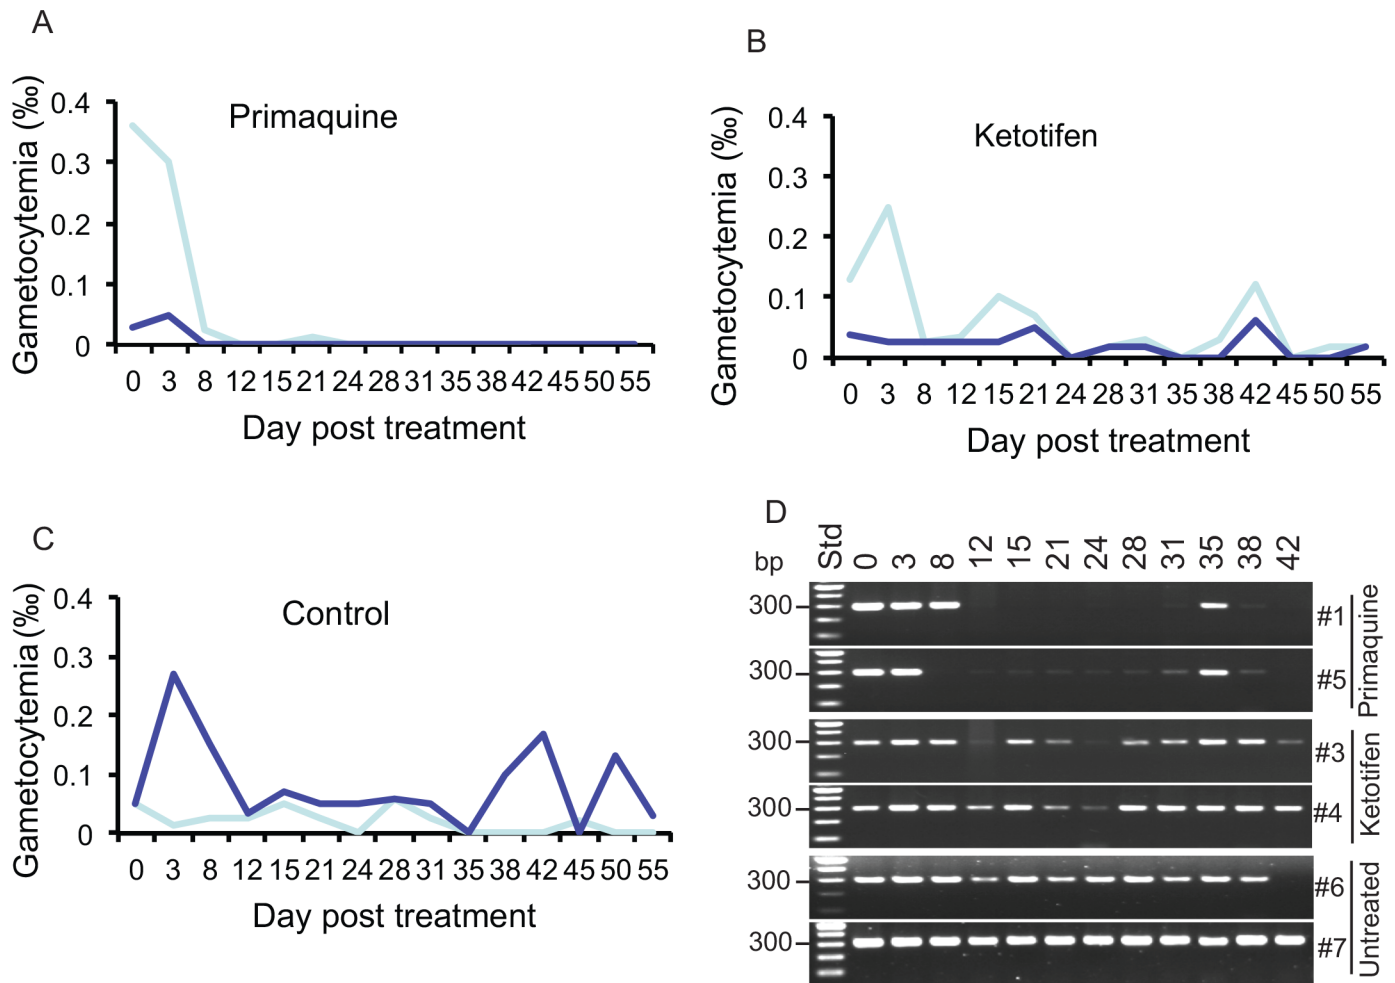 A
Gametocytemia (‰)
Primaquine
0.4
0.3
0.2
0.1
0
0 3 8 12 15 21 24 28 31 35 38 42 45 50 55
Day post treatment
B
Gametocytemia (‰)
Ketotifen
0.4
0.3
0.2
0.1
0
0 3 8 12 15 21 24 28 31 35 38 42 45 50 55
Day post treatment
C
Gametocytemia (‰)
Control
0.4
0.3
0.2
0.1
0
0 3 8 12 15 21 24 28 31 35 38 42 45 50 55
Day post treatment
D
bp Std 0 3 8 12 15 21 24 28 31 35 38 42
300 #1
300 #5
Primaquine
300 #3
300 #4
Ketotifen
300 #6
300 #7
Untreated